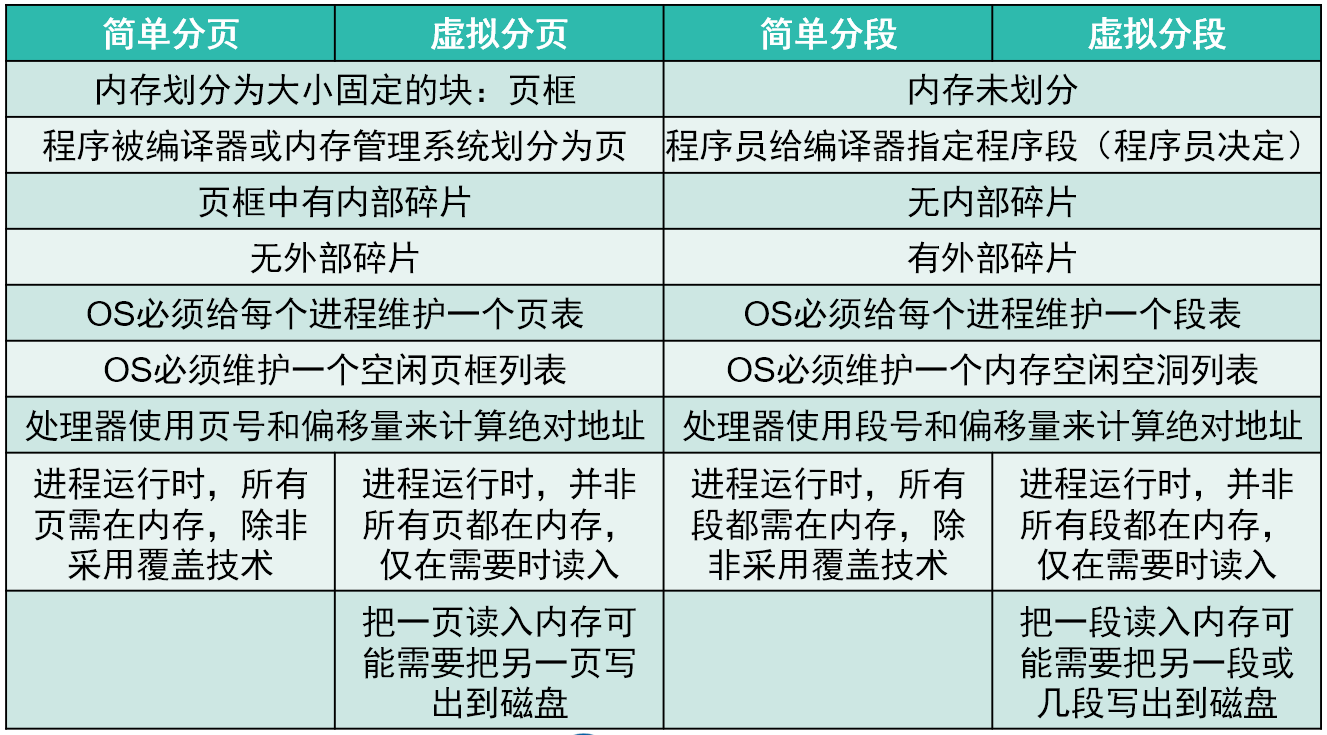 简单分页 虚拟分页 简单分段 虚拟分段
内存划分为大小固定的块：页框 内存未划分
程序被编译器或内存管理系统划分为页 程序员给编译器指定程序段（程序员决定）
页框中有内部碎片 无内部碎片
无外部碎片 有外部碎片
OS必须给每个进程维护一个页表 OS必须给每个进程维护一个段表
OS必须维护一个空闲页框列表 OS必须维护一个内存空闲空洞列表
处理器使用页号和偏移量来计算绝对地址 处理器使用段号和偏移量来计算绝对地址
进程运行时，所有
页需在内存，除非
采用覆盖技术
进程运行时，并非
所有页都在内存，
仅在需要时读入
进程运行时，所有
段都需在内存，除
非采用覆盖技术
进程运行时，并非
所有段都在内存，
仅在需要时读入
把一页读入内存可
能需要把另一页写
出到磁盘
把一段读入内存可
能需要把另一段或
几段写出到磁盘